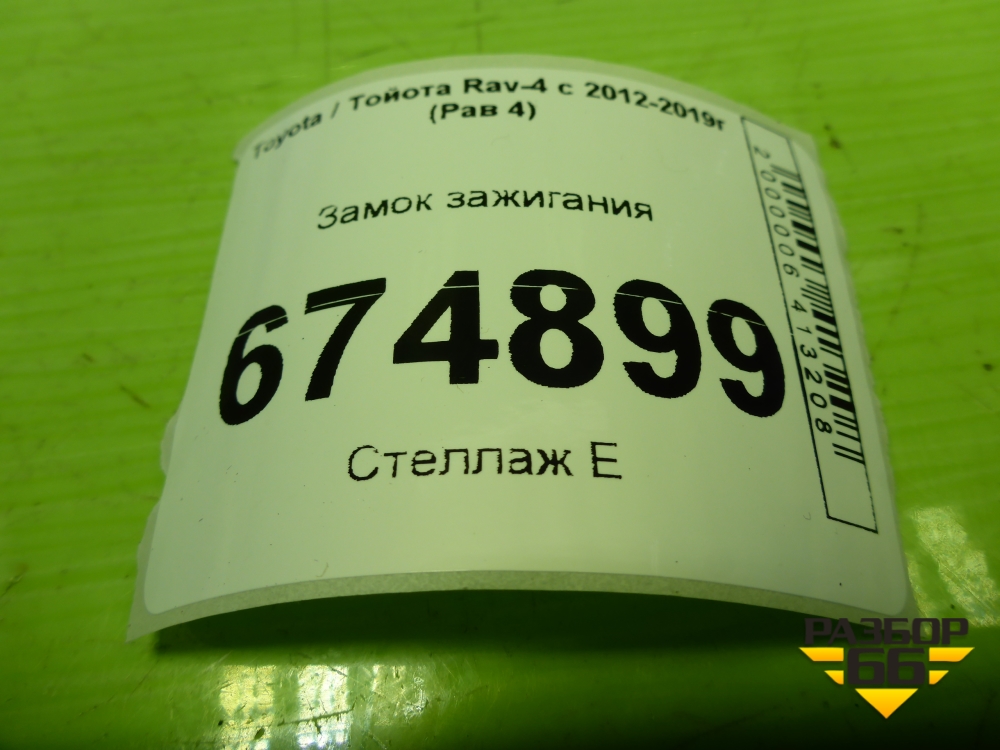 Toyota / Тойота Rav-4 с 2012-2019г
(Рав 4)
Замок зажигания
674899
Стеллаж Е
2000006413208
РАЗБОР
66